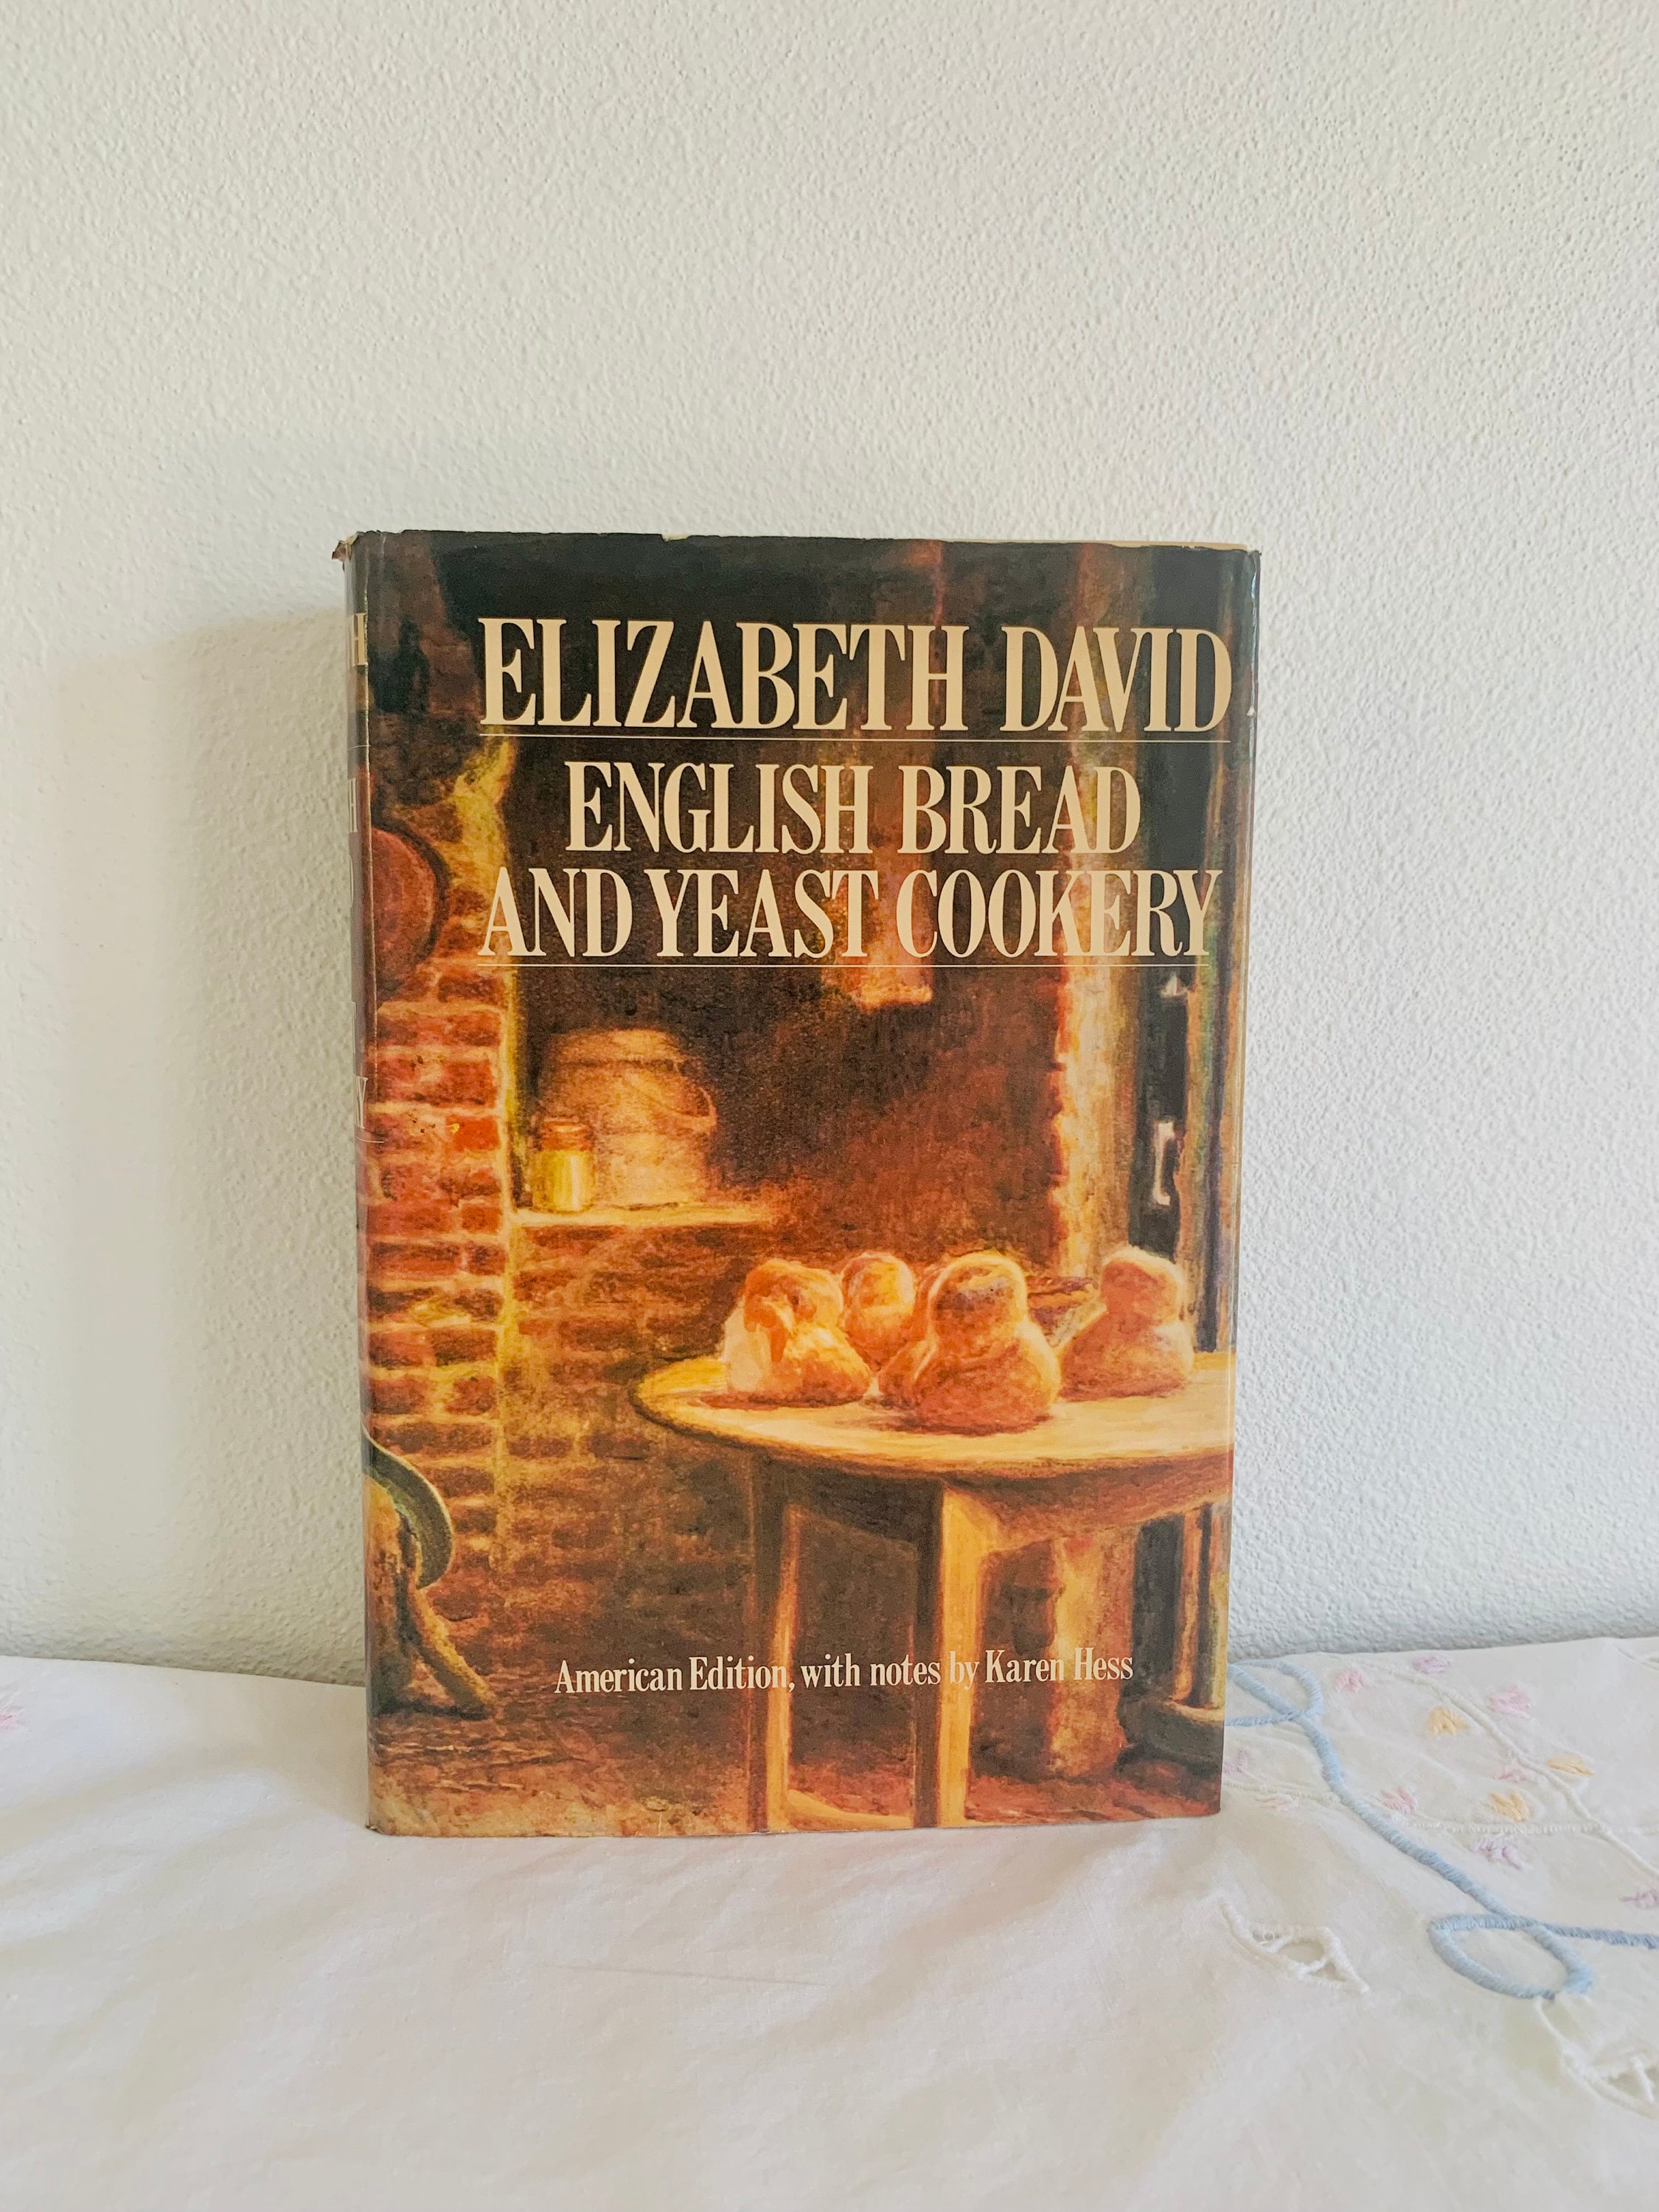 ELIZABETH DAVID
ENGLISH BREAD
AND YEAST COOKERY
American Edition, with notes by Karen Hess